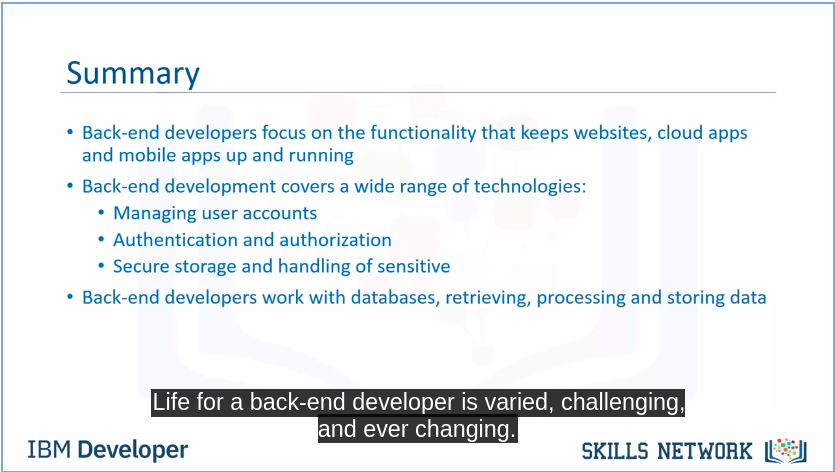 Summary
• Back-end developers focus on the functionality that keeps websites, cloud apps
and mobile apps up and running
• Back-end development covers a wide range of technologies:
• Managing user accounts
• Authentication and authorization
• Secure storage and handling of sensitive
• Back-end developers work with databases, retrieving, processing and storing data
Life for a back-end developer is varied, challenging,
and ever changing.
IBM Developer
SKILLS NETWORK